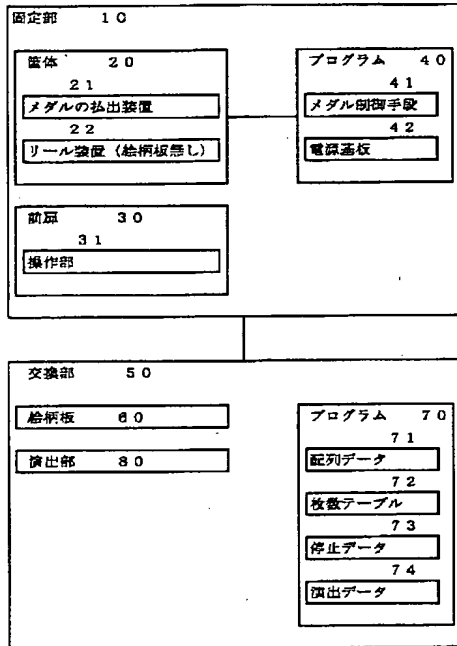 固定部 10
筐体 20
21
メダルの払出装置
22
リール装置（絵柄板無し）
プログラム 40
41
メダル制御手段
42
電源基板
前扉 30
31
操作部
交換部 50
絵柄板 60
演出部 80
プログラム 70
71
配列データ
72
枚数テーブル
73
停止データ
74
演出データ